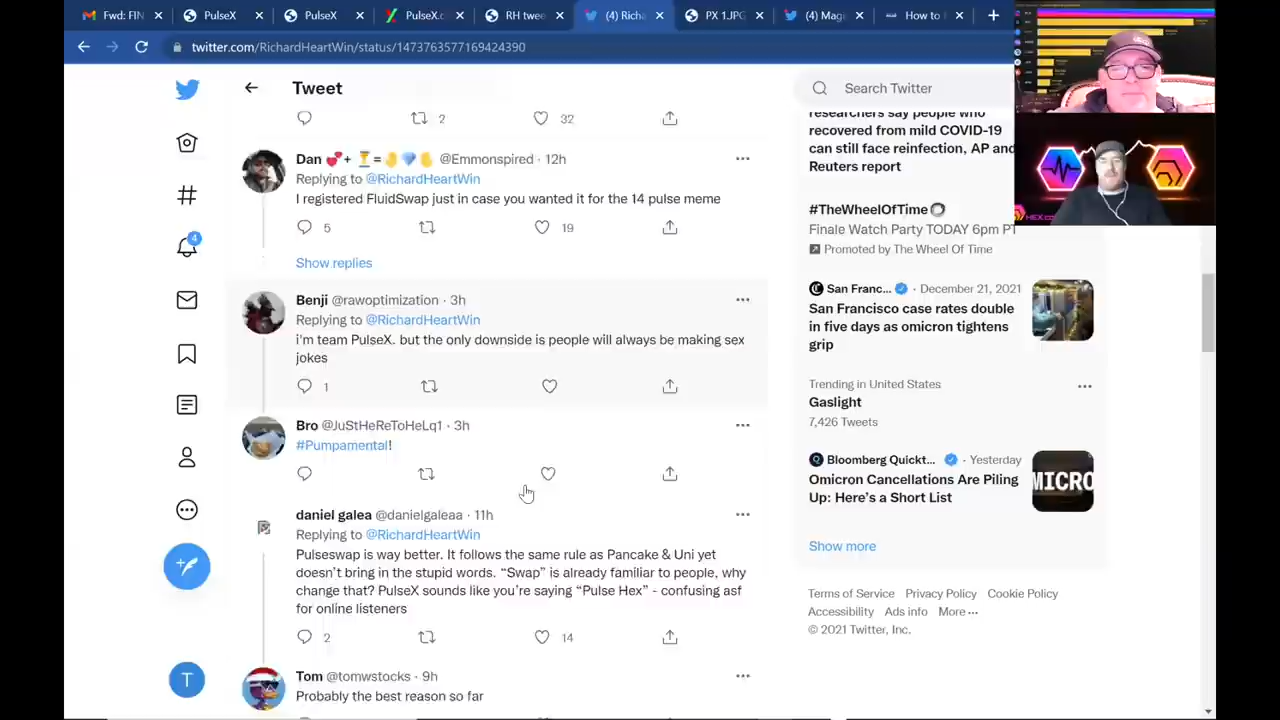 Fwd: FIN
PulseX
Pu
PulseX.c
RH twee
(4) Richa
PX 1.JPG
(4) Magi
How to
twitter.com/RichardHeartWin/status/1473763577169424390
Tweet
Search Twitter
2
32
Dan 💕+ ⏳=🤚💎✋ @Emmonspired · 12h
Replying to @RichardHeartWin
I registered FluidSwap just in case you wanted it for the 14 pulse meme
5
19
Show replies
4
Benji @rawoptimization · 3h
Replying to @RichardHeartWin
i'm team PulseX. but the only downside is people will always be making sex
jokes
1
Bro @JuStHeReToHeLq1 · 3h
#Pumpamental!
daniel galea @danielgaleaa · 11h
Replying to @RichardHeartWin
Pulseswap is way better. It follows the same rule as Pancake & Uni yet
doesn't bring in the stupid words. "Swap" is already familiar to people, why
change that? PulseX sounds like you're saying "Pulse Hex" - confusing asf
for online listeners
2
14
T
Tom @tomwstocks · 9h
Probably the best reason so far
researchers say people who
recovered from mild COVID-19
can still face reinfection, AP and
Reuters report
#TheWheelOfTime
Finale Watch Party TODAY 6pm PT
Promoted by The Wheel Of Time
San Franc... · December 21, 2021
San Francisco case rates double
in five days as omicron tightens
grip
Trending in United States
Gaslight
7,426 Tweets
Bloomberg Quickt... · Yesterday
Omicron Cancellations Are Piling
Up: Here's a Short List
MICRO
Show more
Terms of Service Privacy Policy Cookie Policy
Accessibility Ads info More
© 2021 Twitter, Inc.